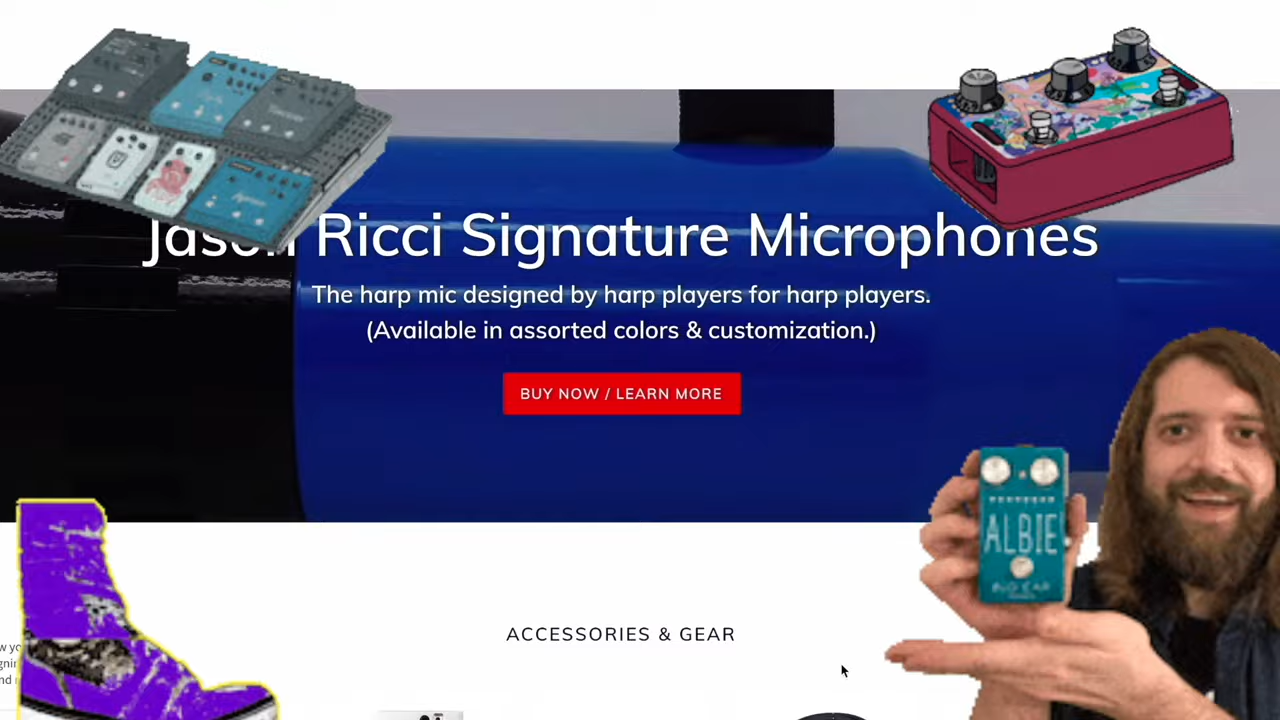 Jason Ricci Signature Microphones
The harp mic designed by harp players for harp players.
(Available in assorted colors & customization.)
BUY NOW / LEARN MORE
ALBIE
ACCESSORIES & GEAR